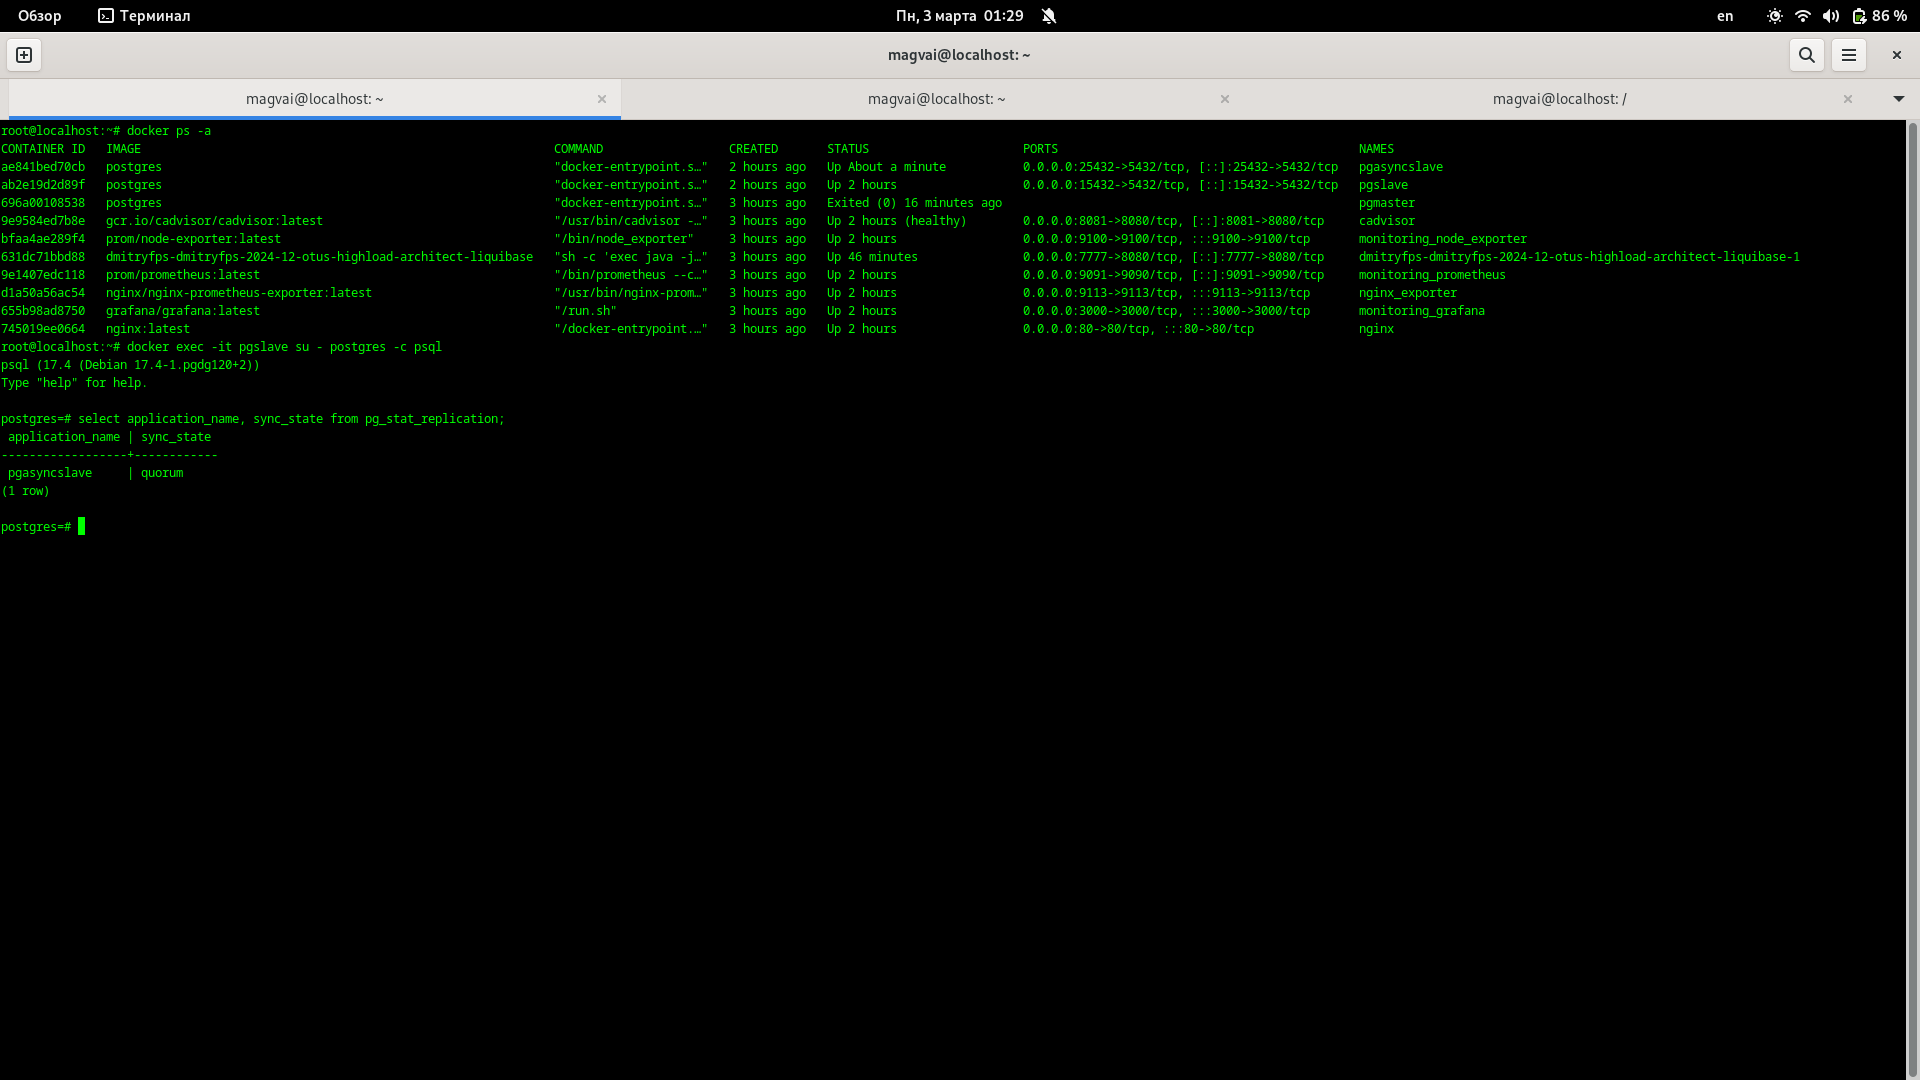 Обзор Терминал Пн, 3 марта 01:29 en 86 %
magvai@localhost: ~
magvai@localhost: ~ magvai@localhost: ~ magvai@localhost: /
root@localhost:~# docker ps -a
CONTAINER ID IMAGE COMMAND CREATED STATUS PORTS NAMES
ae841bed70cb postgres "docker-entrypoint.s…" 2 hours ago Up About a minute 0.0.0.0:25432->5432/tcp, [::]:25432->5432/tcp pgasyncslave
ab2e19d2d89f postgres "docker-entrypoint.s…" 2 hours ago Up 2 hours 0.0.0.0:15432->5432/tcp, [::]:15432->5432/tcp pgslave
696a00108538 postgres "docker-entrypoint.s…" 3 hours ago Exited (0) 16 minutes ago pgmaster
9e9584ed7b8e gcr.io/cadvisor/cadvisor:latest "/usr/bin/cadvisor -…" 3 hours ago Up 2 hours (healthy) 0.0.0.0:8081->8080/tcp, [::]:8081->8080/tcp cadvisor
bfaa4ae289f4 prom/node-exporter:latest "/bin/node_exporter" 3 hours ago Up 2 hours 0.0.0.0:9100->9100/tcp, :::9100->9100/tcp monitoring_node_exporter
631dc71bbd88 dmitryfps-dmitryfps-2024-12-otus-highload-architect-liquibase "sh -c 'exec java -j…" 3 hours ago Up 46 minutes 0.0.0.0:7777->8080/tcp, [::]:7777->8080/tcp dmitryfps-dmitryfps-2024-12-otus-highload-architect-liquibase-1
9e1407edc118 prom/prometheus:latest "/bin/prometheus --c…" 3 hours ago Up 2 hours 0.0.0.0:9091->9090/tcp, [::]:9091->9090/tcp monitoring_prometheus
d1a50a56ac54 nginx/nginx-prometheus-exporter:latest "/usr/bin/nginx-prom…" 3 hours ago Up 2 hours 0.0.0.0:9113->9113/tcp, :::9113->9113/tcp nginx_exporter
655b98ad8750 grafana/grafana:latest "/run.sh" 3 hours ago Up 2 hours 0.0.0.0:3000->3000/tcp, :::3000->3000/tcp monitoring_grafana
745019ee0664 nginx:latest "/docker-entrypoint.…" 3 hours ago Up 2 hours 0.0.0.0:80->80/tcp, :::80->80/tcp nginx
root@localhost:~# docker exec -it pgslave su - postgres -c psql
psql (17.4 (Debian 17.4-1.pgdg120+2))
Type "help" for help.
postgres=# select application_name, sync_state from pg_stat_replication;
application_name | sync_state
------------------+------------
pgasyncslave | quorum
(1 row)
postgres=#